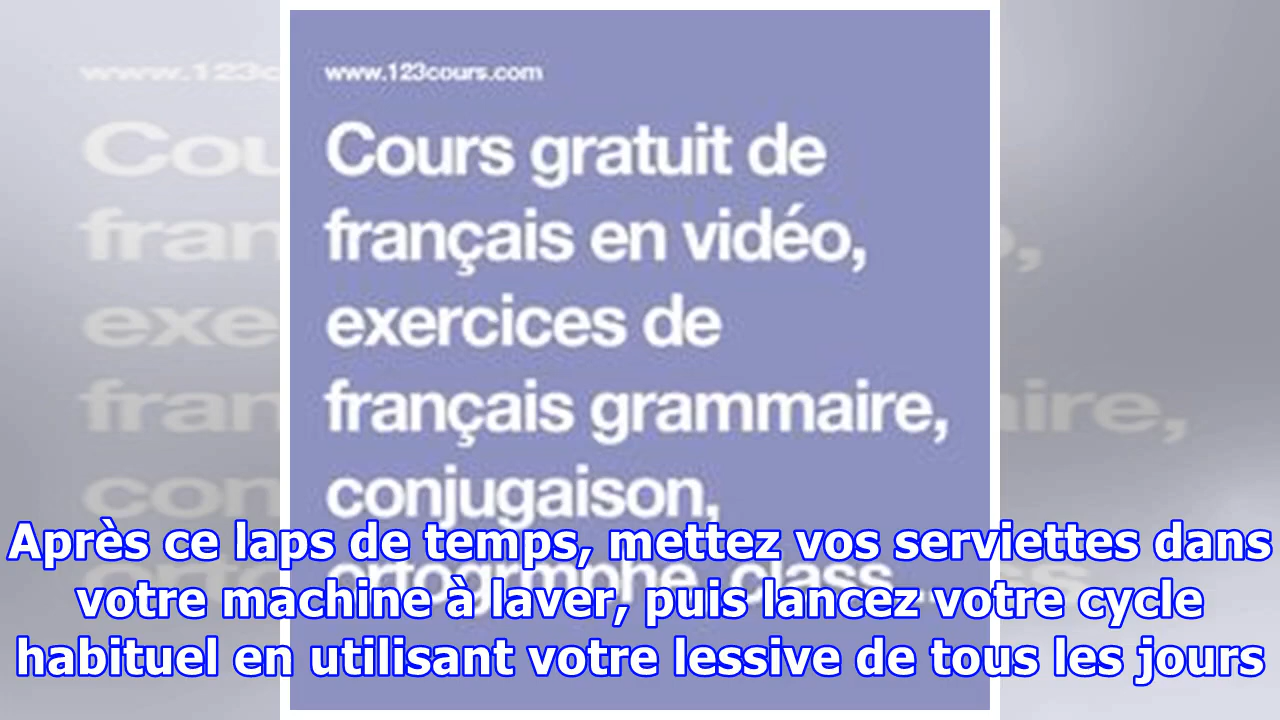 www.123cours.com
Cours gratuit de
français en vidéo,
exercices de
français grammaire,
conjugaison,
ortogrmphe, class...
Après ce laps de temps, mettez vos serviettes dans
votre machine à laver, puis lancez votre cycle
habituel en utilisant votre lessive de tous les jours